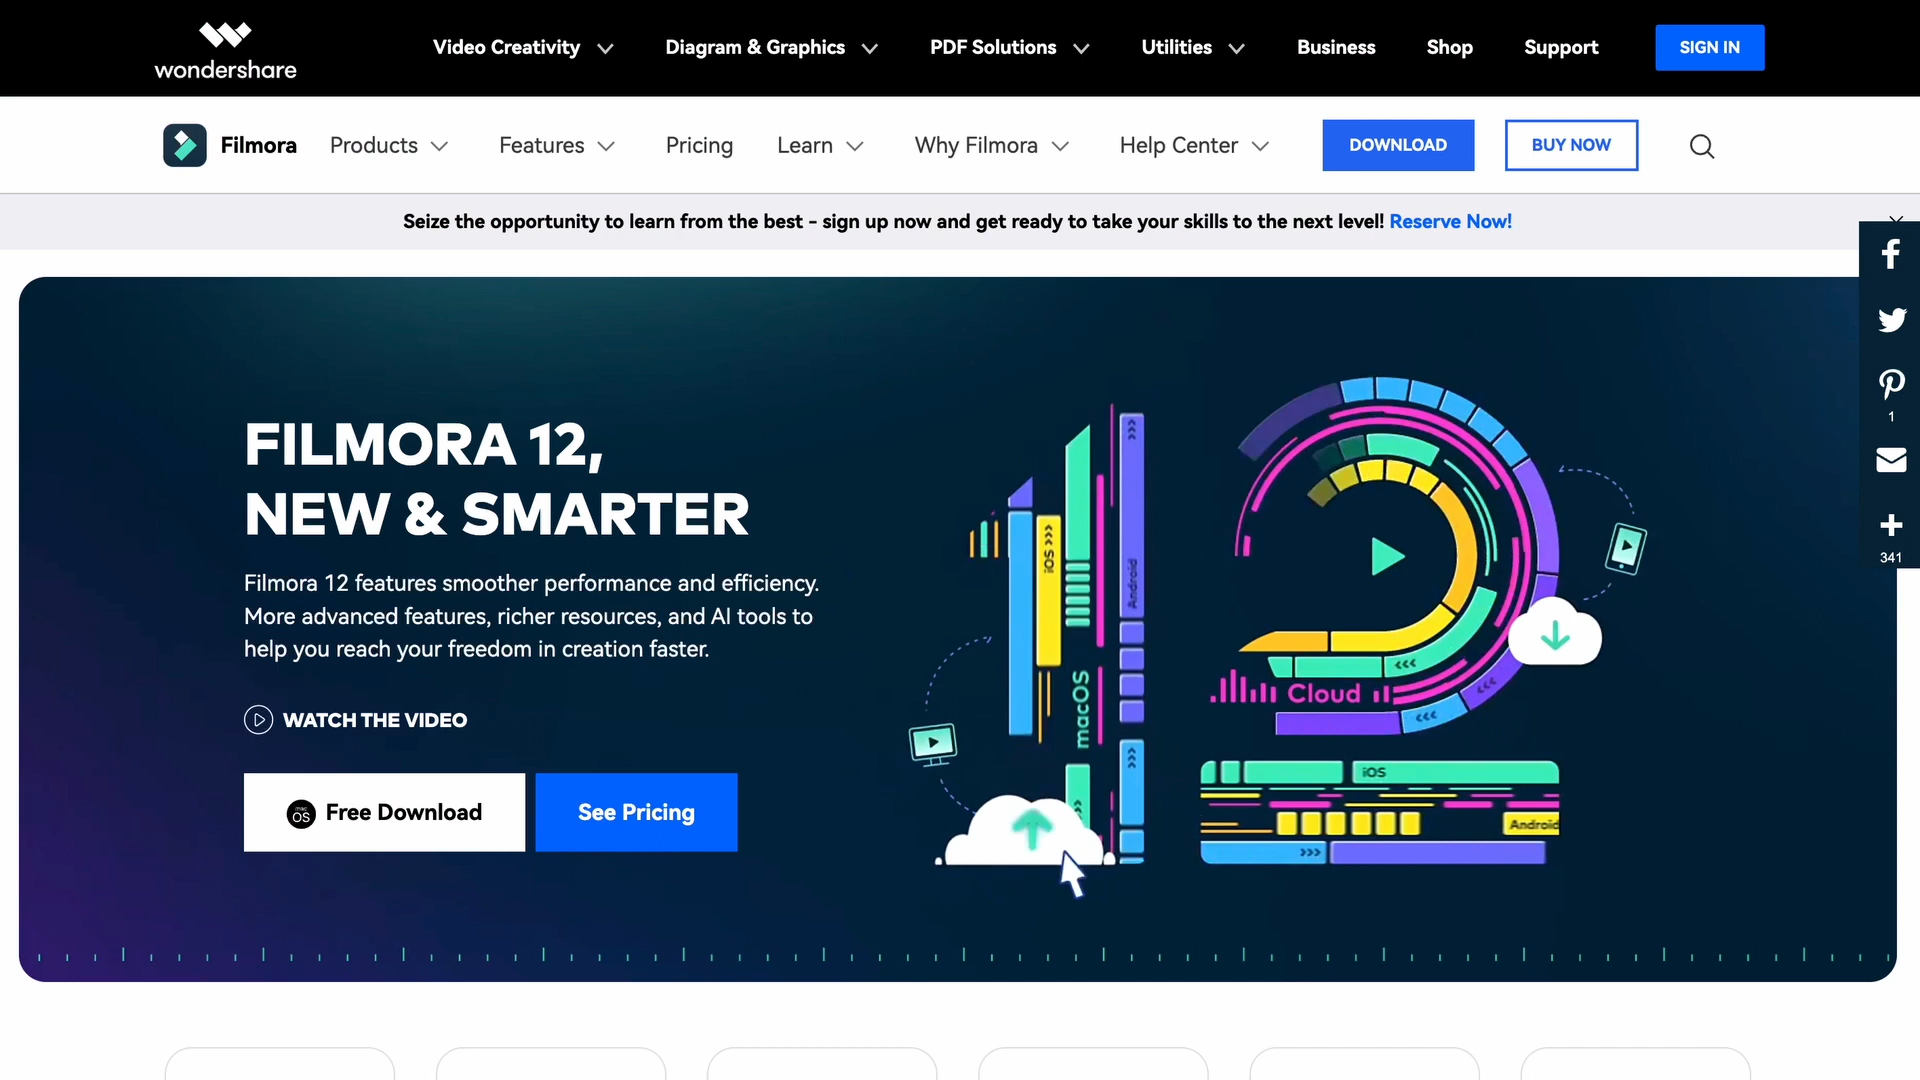 wondershare
Video Creativity
Diagram & Graphics
PDF Solutions
Utilities
Business
Shop
Support
SIGN IN
Filmora
Products
Features
Pricing
Learn
Why Filmora
Help Center
DOWNLOAD
BUY NOW
Seize the opportunity to learn from the best - sign up now and get ready to take your skills to the next level! Reserve Now!
1
341
FILMORA 12,
NEW & SMARTER
Filmora 12 features smoother performance and efficiency.
More advanced features, richer resources, and AI tools to
help you reach your freedom in creation faster.
WATCH THE VIDEO
mac
OS
Free Download
See Pricing
iOS
Android
macOS
Cloud
iOS
Android